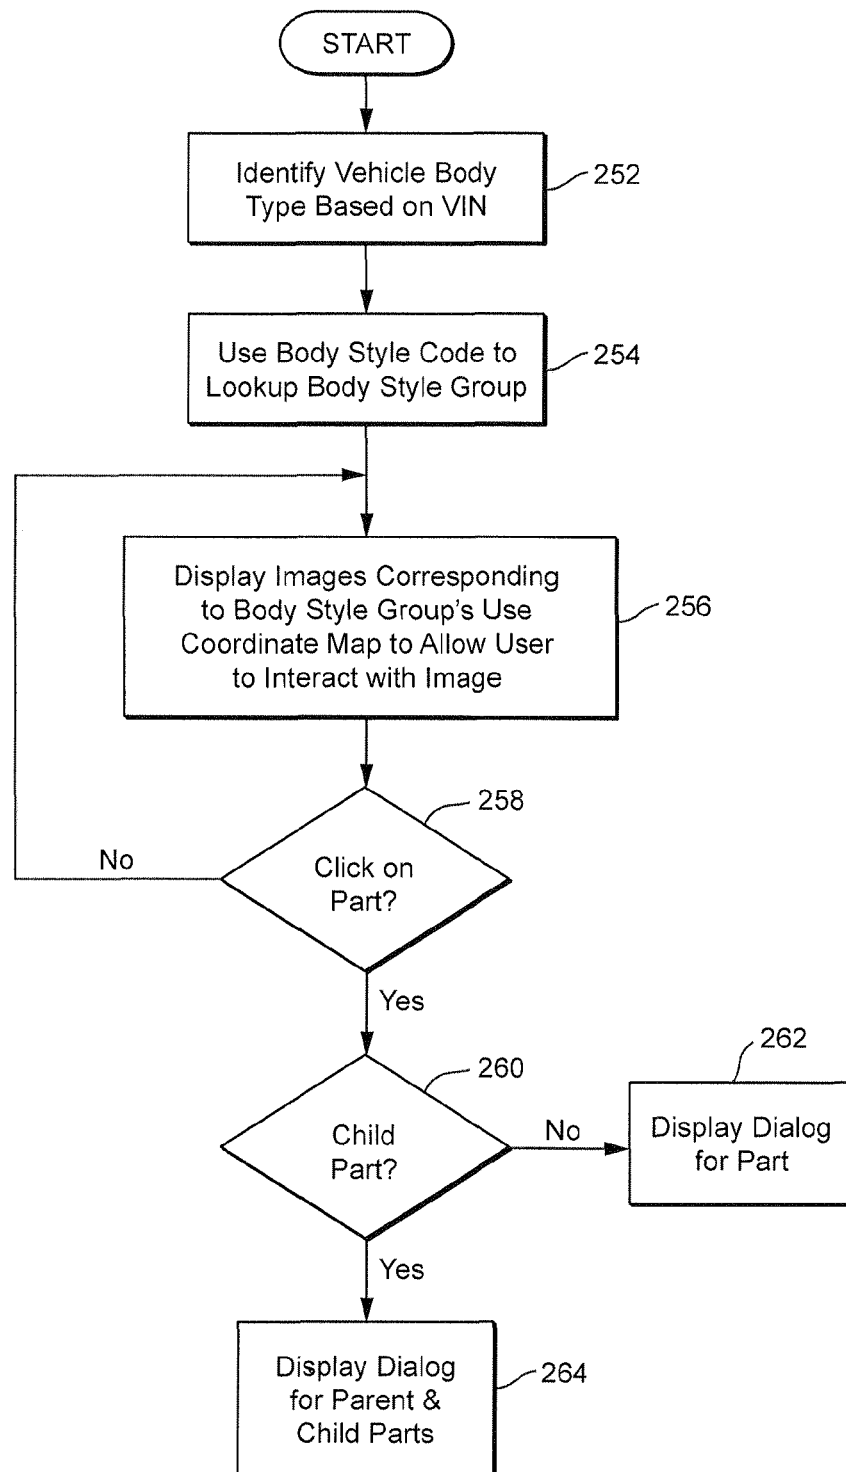 START
Identify Vehicle Body
Type Based on VIN
252
Use Body Style Code to
Lookup Body Style Group
254
Display Images Corresponding
to Body Style Group's Use
Coordinate Map to Allow User
to Interact with Image
256
258
Click on
Part?
No
Yes
260
Child
Part?
No
262
Display Dialog
for Part
Yes
Display Dialog
for Parent &
Child Parts
264